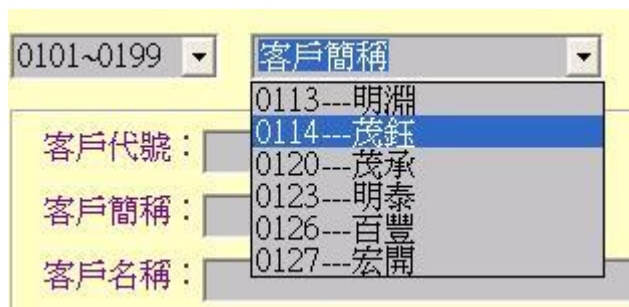 0101~0199
客戶簡稱
0113---明淵
0114---茂鈺
0120---茂承
0123---明泰
0126---百豐
0127---宏開
客戶代號：
客戶簡稱：
客戶名稱：